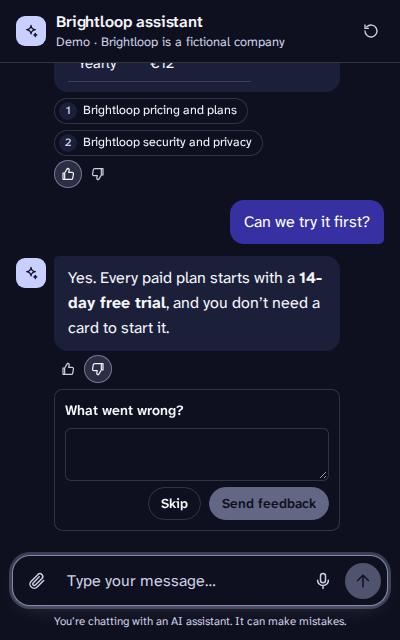 Brightloop assistant
Demo · Brightloop is a fictional company
Yearly €12
1 Brightloop pricing and plans
2 Brightloop security and privacy
Can we try it first?
Yes. Every paid plan starts with a 14-
day free trial, and you don’t need a
card to start it.
What went wrong?
Skip Send feedback
Type your message...
You’re chatting with an AI assistant. It can make mistakes.